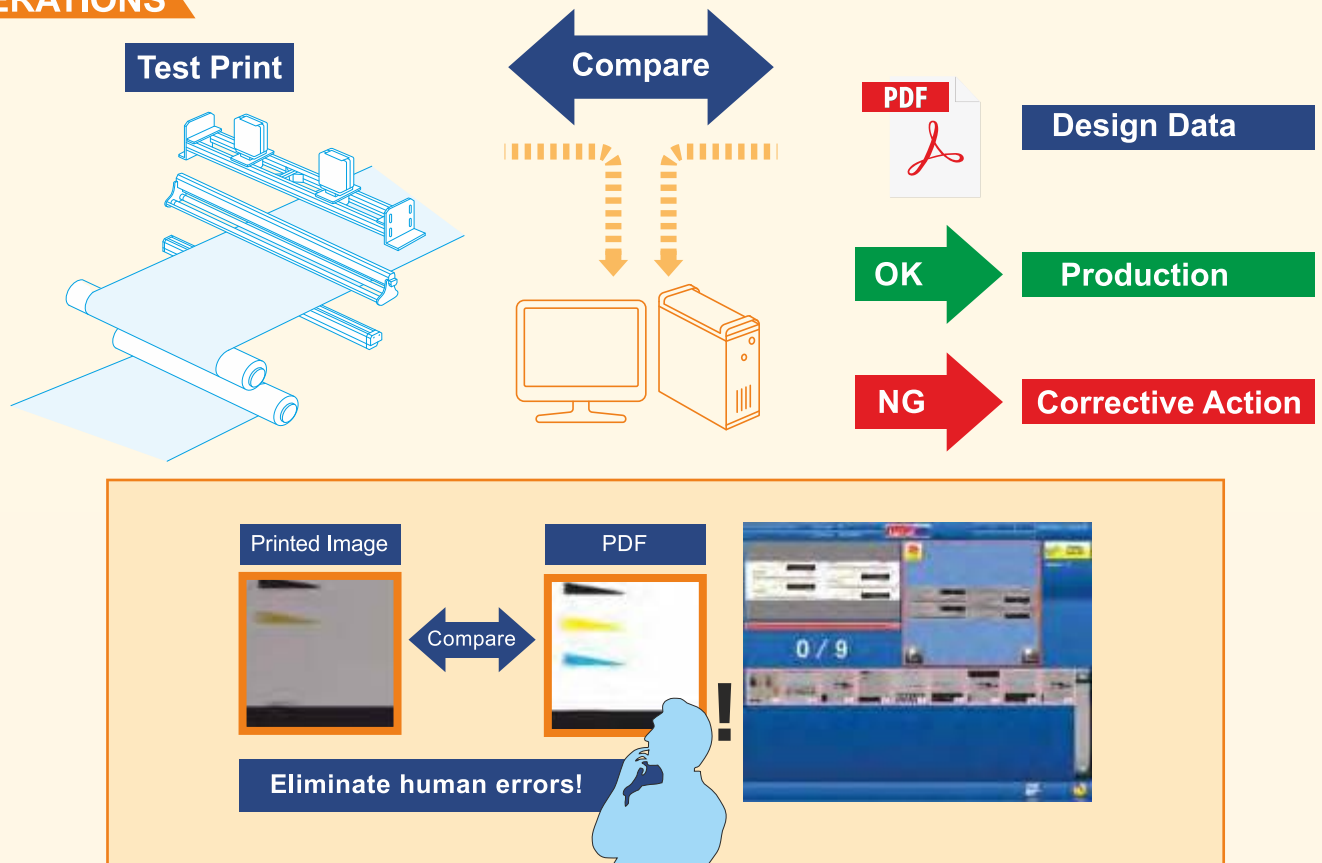 ERATIONS
Test Print
Compare
PDF
Design Data
OK
Production
NG
Corrective Action
Printed Image
PDF
Compare
0 / 9
!
Eliminate human errors!